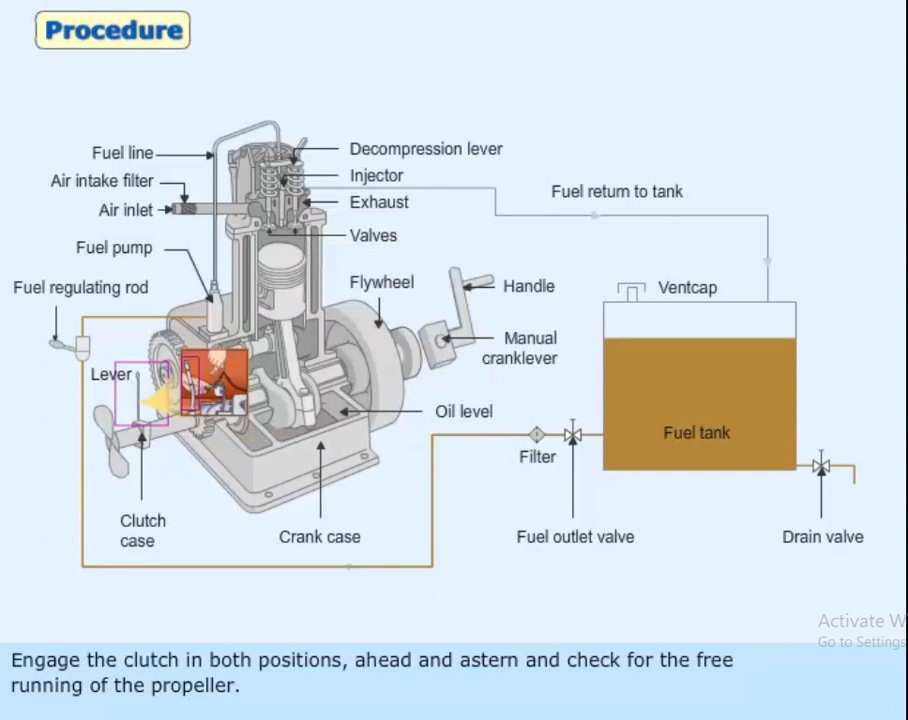 Procedure
Fuel line
Decompression lever
Air intake filter
Injector
Fuel return to tank
Air inlet
Exhaust
Valves
Fuel pump
Fuel regulating rod
Flywheel
Handle
Ventcap
Manual
cranklever
Lever
Oil level
Fuel tank
Filter
Clutch
case
Crank case
Fuel outlet valve
Drain valve
Activate W
Go to Settings
Engage the clutch in both positions, ahead and astern and check for the free
running of the propeller.